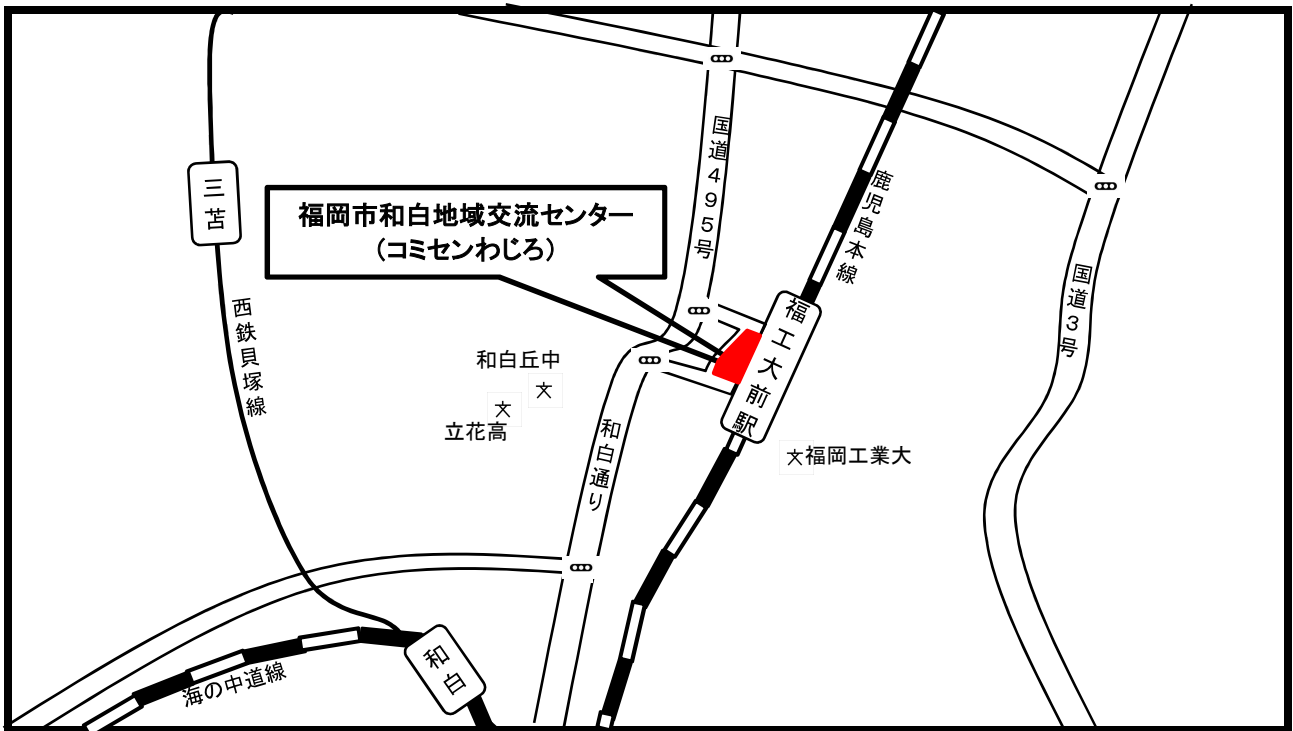 国道４９５号
三苫
福岡市和白地域交流センター
(コミセンわじろ)
鹿児島本線
国道３号
西鉄貝塚線
福工大前駅
和白丘中
文
文
立花高
和白通り
文福岡工業大
和白
海の中道線